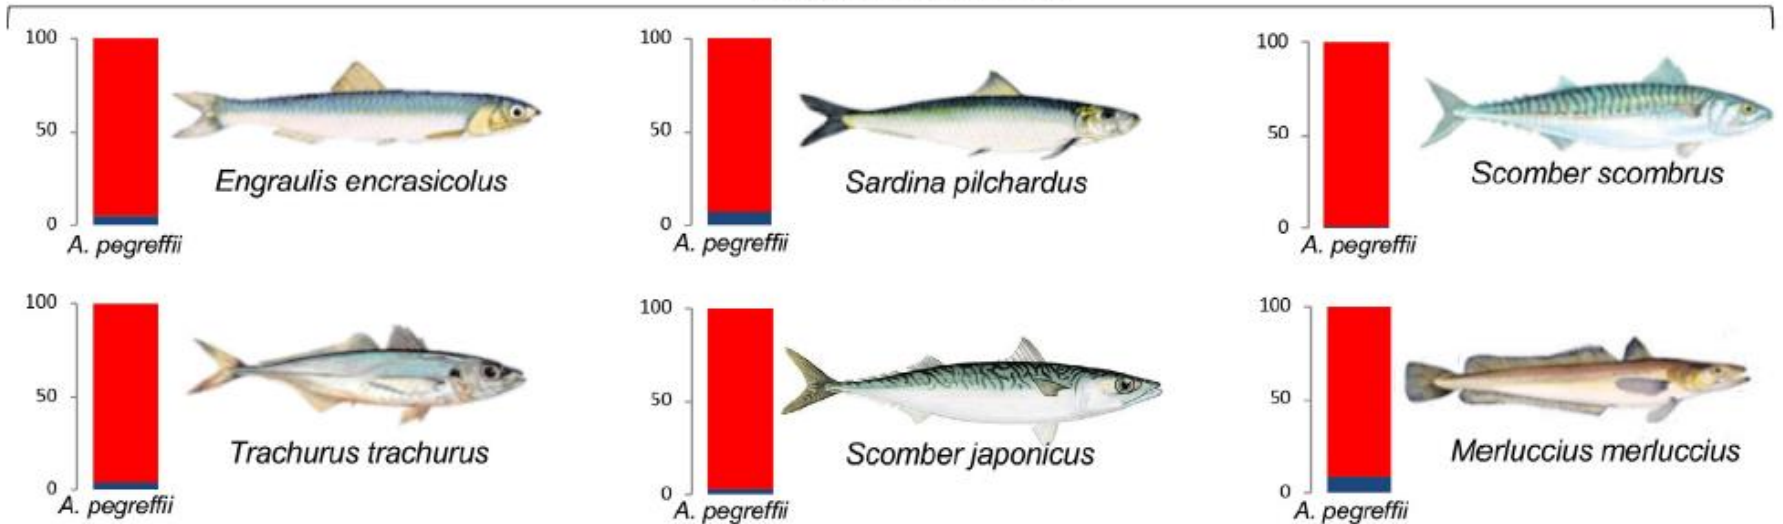 100
50
0
A. pegreffii
Engraulis encrasicolus
100
50
0
A. pegreffii
Sardina pilchardus
100
50
0
A. pegreffii
Scomber scombrus
100
50
0
A. pegreffii
Trachurus trachurus
100
50
0
A. pegreffii
Scomber japonicus
100
50
0
A. pegreffii
Merluccius merluccius